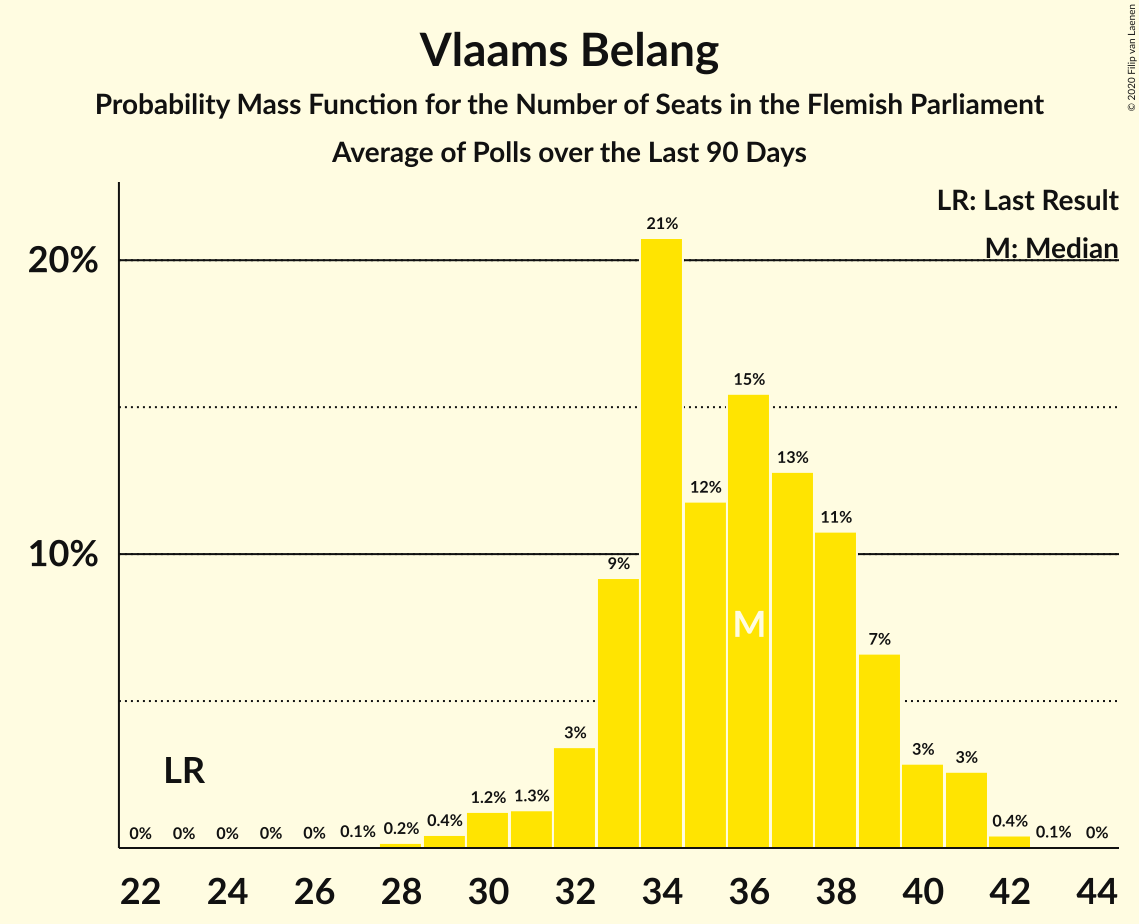 Vlaams Belang
Probability Mass Function for the Number of Seats in the Flemish Parliament
Average of Polls over the Last 90 Days
© 2020 Filip van Laenen
LR: Last Result
M: Median
20%
10%
LR
M
0%
0%
0%
0%
0%
0.1%
0.2%
0.4%
1.2%
1.3%
3%
9%
21%
12%
15%
13%
11%
7%
3%
3%
0.4%
0.1%
0%
22 24 26 28 30 32 34 36 38 40 42 44